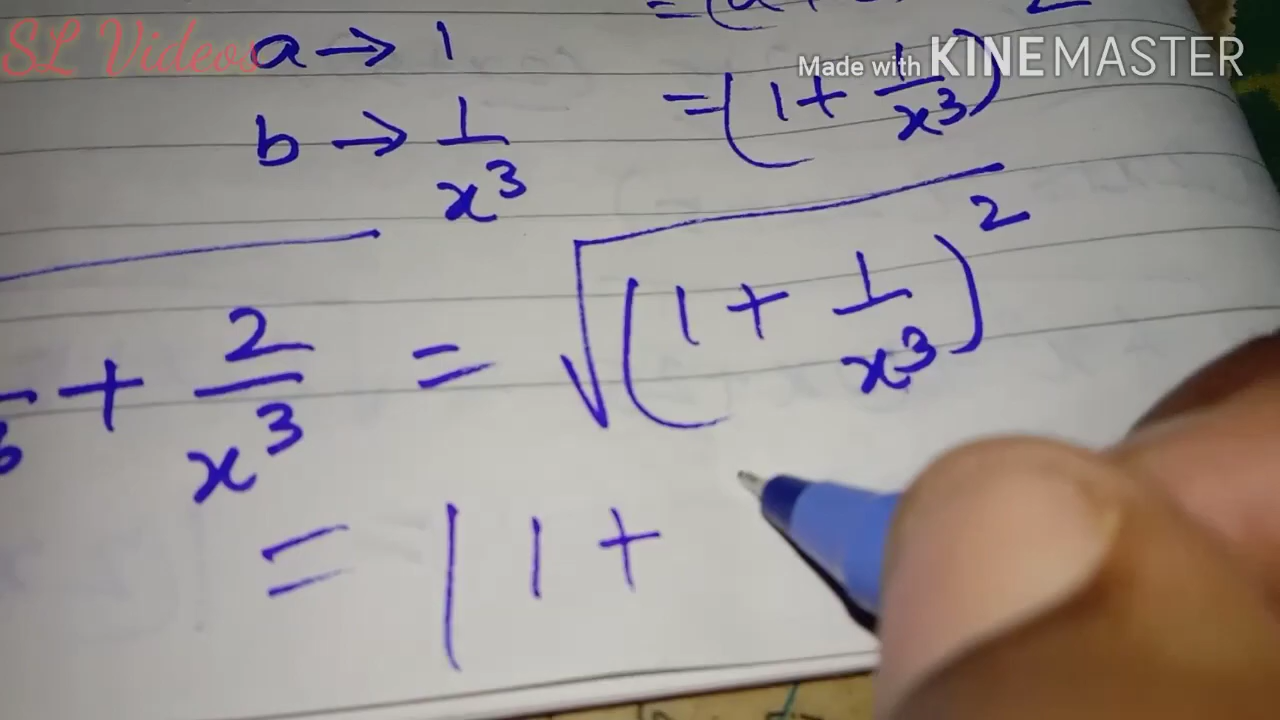 SL Videos
Made with KINEMASTER
a → 1
b → 1/x³
= (1 + 1/x³)
+ 2/x³ = √(1 + 1/x³)²
= | 1 +